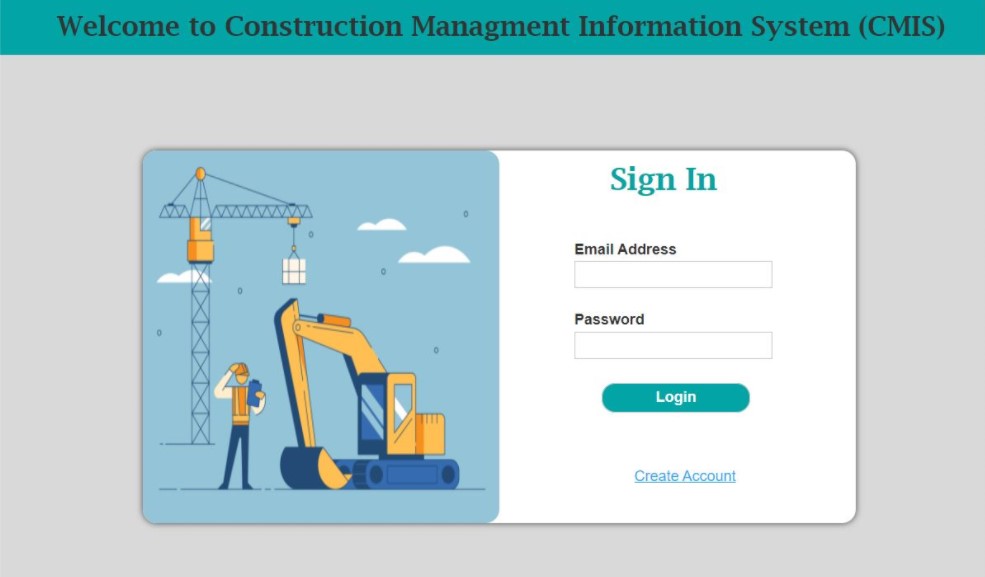 Welcome to Construction Managment Information System (CMIS)
Sign In
Email Address
Password
Login
Create Account